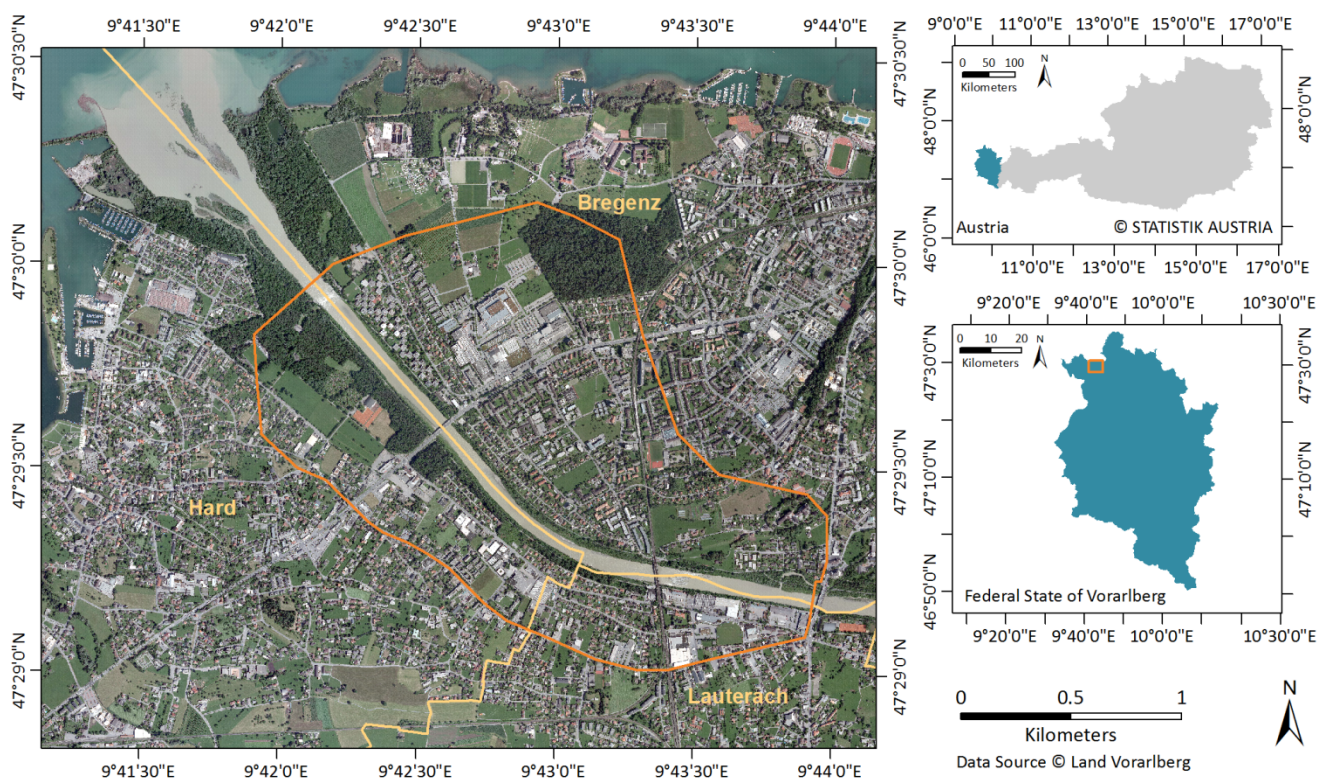 9°41'30"E 9°42'0"E 9°42'30"E 9°43'0"E 9°43'30"E 9°44'0"E
47°30'30"N
47°30'0"N
47°29'30"N
47°29'0"N
Bregenz
Hard
Lauterach
47°30'30"N
47°30'0"N
47°29'30"N
47°29'0"N
9°41'30"E 9°42'0"E 9°42'30"E 9°43'0"E 9°43'30"E 9°44'0"E
9°0'0"E 11°0'0"E 13°0'0"E 15°0'0"E 17°0'0"E
0 50 100
Kilometers
N
48°0'0"N
46°0'0"N
48°0'0"N
Austria © STATISTIK AUSTRIA
11°0'0"E 13°0'0"E 15°0'0"E 17°0'0"E
9°20'0"E 9°40'0"E 10°0'0"E 10°30'0"E
0 10 20
Kilometers
N
47°30'0"N
47°10'0"N
46°50'0"N
47°30'0"N
47°10'0"N
Federal State of Vorarlberg
9°20'0"E 9°40'0"E 10°0'0"E 10°30'0"E
0 0.5 1
Kilometers
N
Data Source © Land Vorarlberg